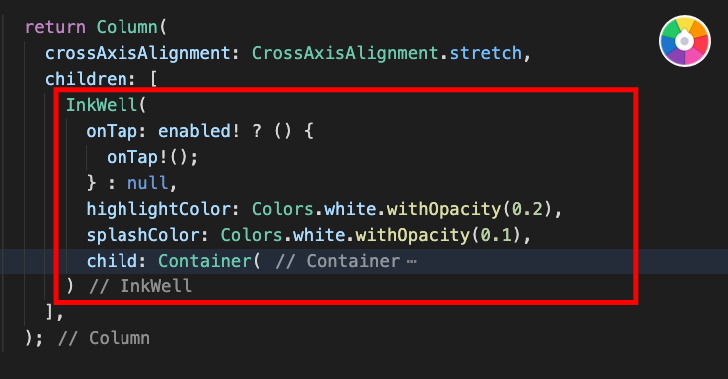 return Column(
crossAxisAlignment: CrossAxisAlignment.stretch,
children: [
InkWell(
onTap: enabled! ? () {
onTap!();
} : null,
highlightColor: Colors.white.withOpacity(0.2),
splashColor: Colors.white.withOpacity(0.1),
child: Container( // Container ⋯
) // InkWell
],
); // Column